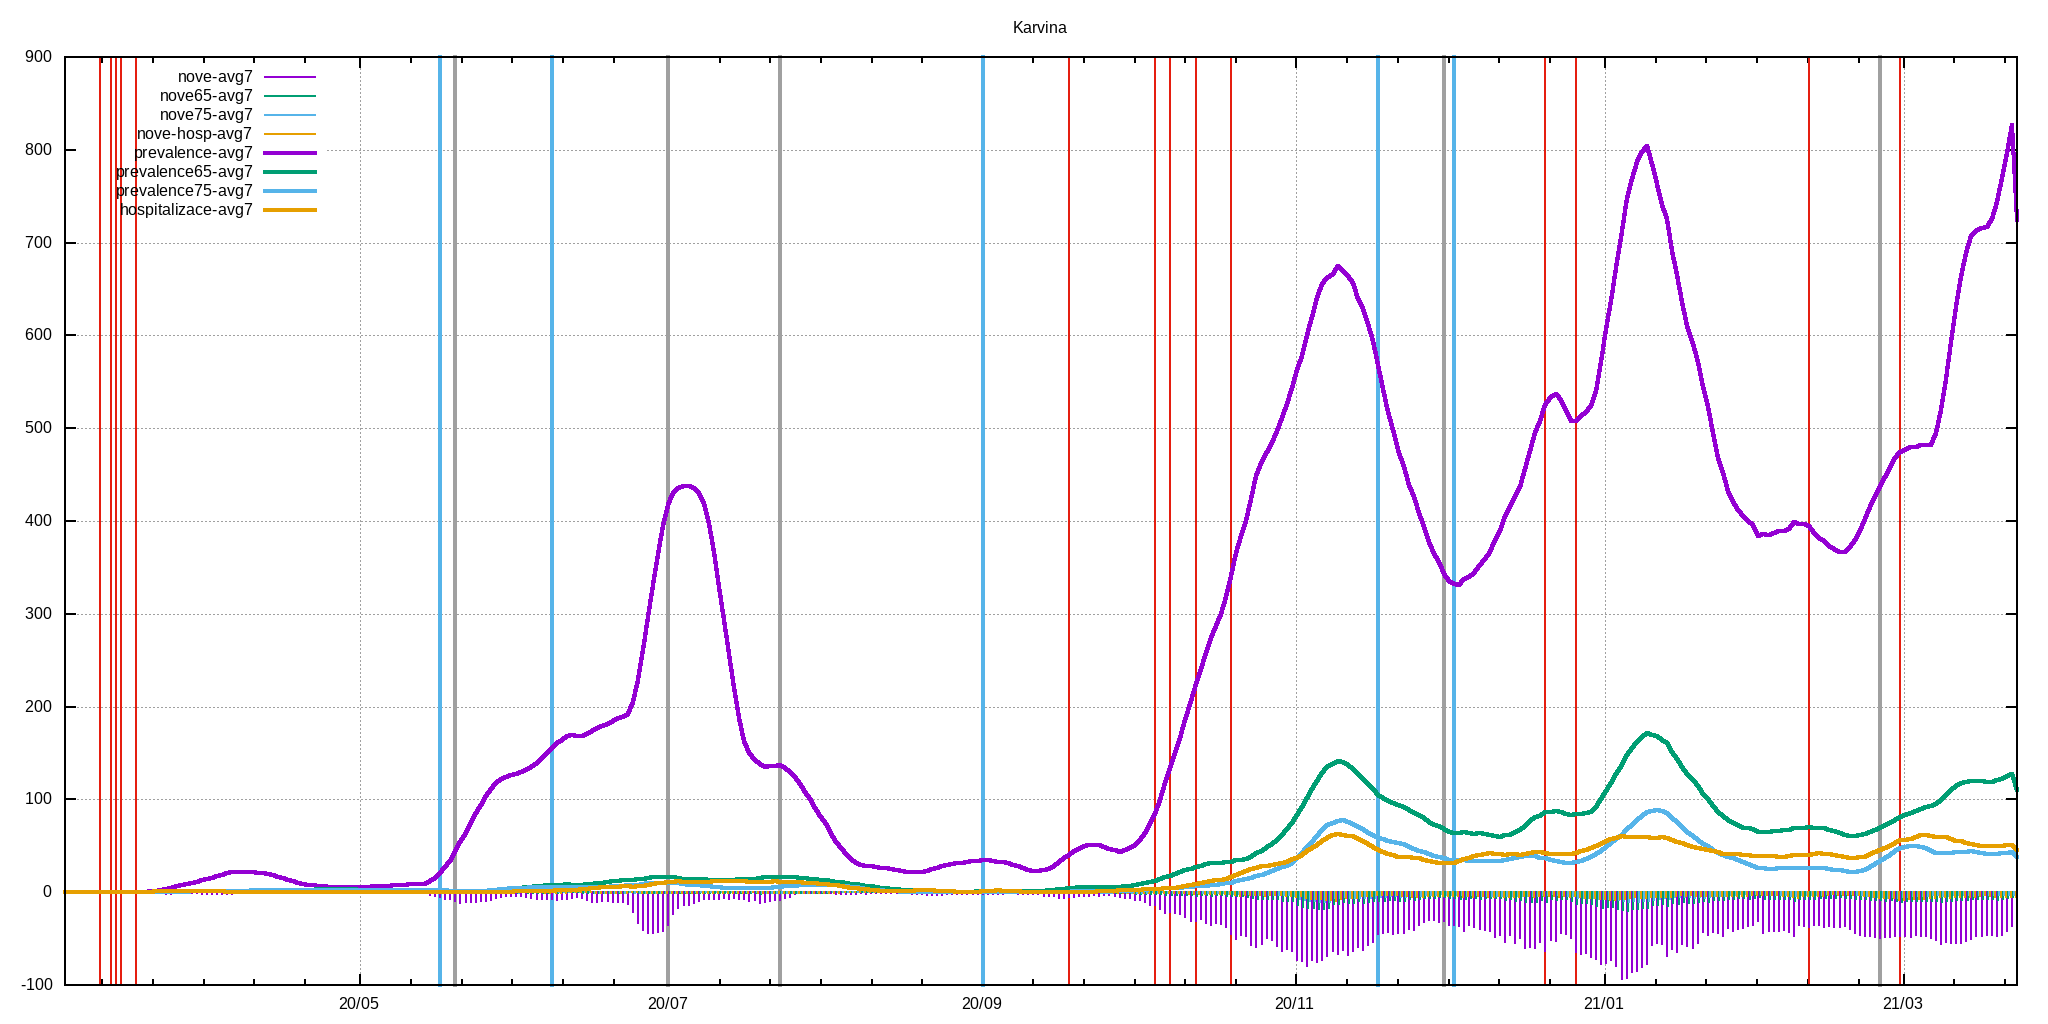 Karvina
900
800
700
600
500
400
300
200
100
0
-100
nove-avg7
nove65-avg7
nove75-avg7
nove-hosp-avg7
prevalence-avg7
prevalence65-avg7
prevalence75-avg7
hospitalizace-avg7
20/05
20/07
20/09
20/11
21/01
21/03